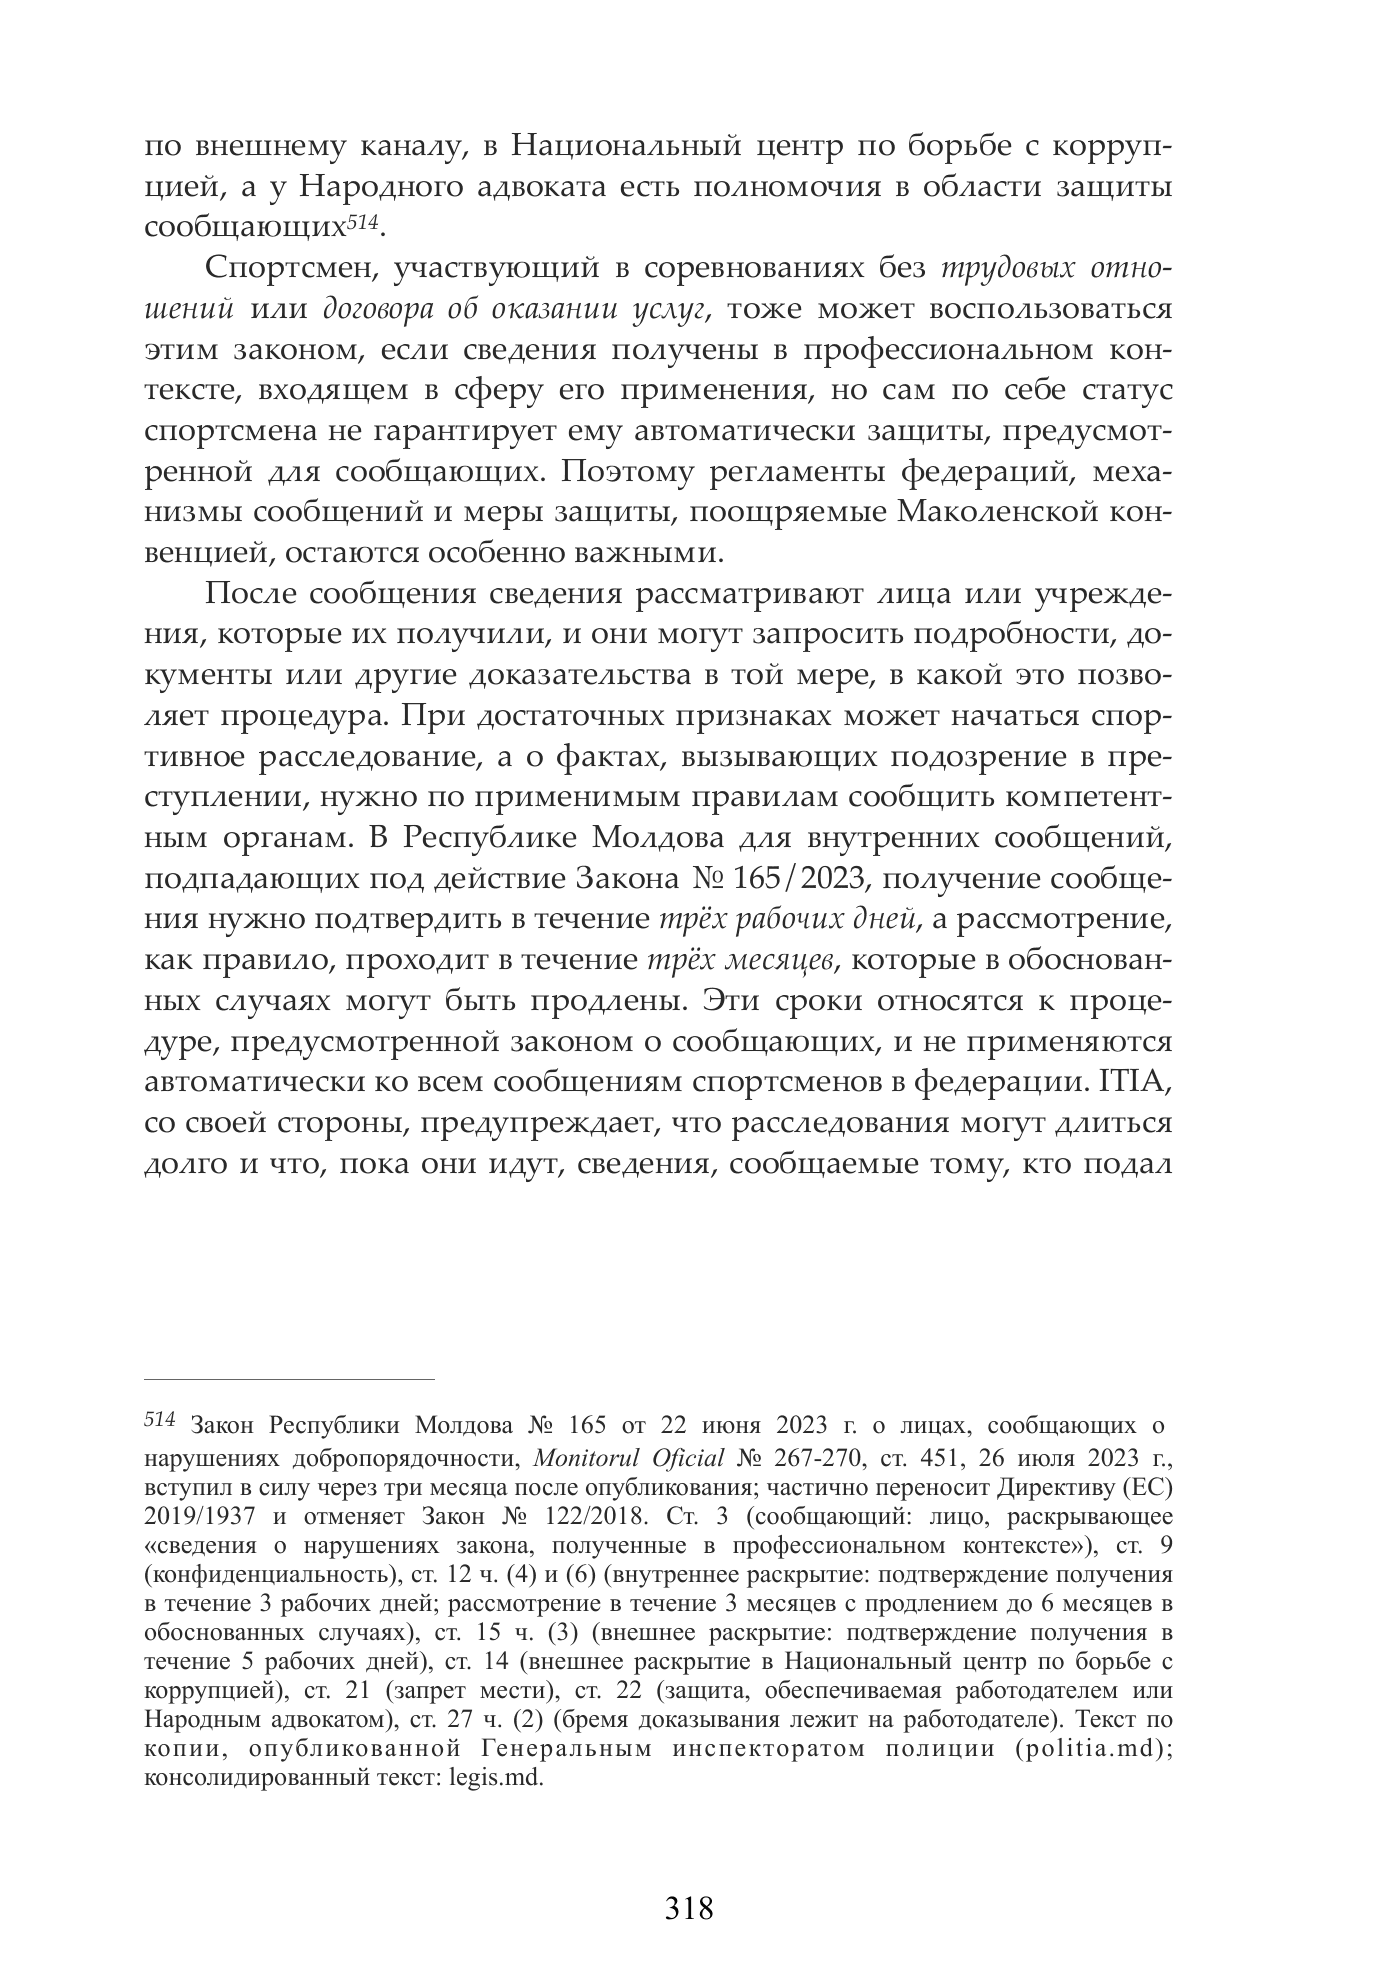 по внешнему каналу, в Национальный центр по борьбе с корруп-
цией, а у Народного адвоката есть полномочия в области защиты
сообщающих514.
Спортсмен, участвующий в соревнованиях без трудовых отно-
шений или договора об оказании услуг, тоже может воспользоваться
этим законом, если сведения получены в профессиональном кон-
тексте, входящем в сферу его применения, но сам по себе статус
спортсмена не гарантирует ему автоматически защиты, предусмот-
ренной для сообщающих. Поэтому регламенты федераций, меха-
низмы сообщений и меры защиты, поощряемые Маколенской кон-
венцией, остаются особенно важными.
После сообщения сведения рассматривают лица или учрежде-
ния, которые их получили, и они могут запросить подробности, до-
кументы или другие доказательства в той мере, в какой это позво-
ляет процедура. При достаточных признаках может начаться спор-
тивное расследование, а о фактах, вызывающих подозрение в пре-
ступлении, нужно по применимым правилам сообщить компетент-
ным органам. В Республике Молдова для внутренних сообщений,
подпадающих под действие Закона № 165/2023, получение сообще-
ния нужно подтвердить в течение трёх рабочих дней, а рассмотрение,
как правило, проходит в течение трёх месяцев, которые в обоснован-
ных случаях могут быть продлены. Эти сроки относятся к проце-
дуре, предусмотренной законом о сообщающих, и не применяются
автоматически ко всем сообщениям спортсменов в федерации. ITIA,
со своей стороны, предупреждает, что расследования могут длиться
долго и что, пока они идут, сведения, сообщаемые тому, кто подал
514 Закон Республики Молдова № 165 от 22 июня 2023 г. о лицах, сообщающих о
нарушениях добропорядочности, Monitorul Oficial № 267-270, ст. 451, 26 июля 2023 г.,
вступил в силу через три месяца после опубликования; частично переносит Директиву (ЕС)
2019/1937 и отменяет Закон № 122/2018. Ст. 3 (сообщающий: лицо, раскрывающее
«сведения о нарушениях закона, полученные в профессиональном контексте»), ст. 9
(конфиденциальность), ст. 12 ч. (4) и (6) (внутреннее раскрытие: подтверждение получения
в течение 3 рабочих дней; рассмотрение в течение 3 месяцев с продлением до 6 месяцев в
обоснованных случаях), ст. 15 ч. (3) (внешнее раскрытие: подтверждение получения в
течение 5 рабочих дней), ст. 14 (внешнее раскрытие в Национальный центр по борьбе с
коррупцией), ст. 21 (запрет мести), ст. 22 (защита, обеспечиваемая работодателем или
Народным адвокатом), ст. 27 ч. (2) (бремя доказывания лежит на работодателе). Текст по
копии, опубликованной Генеральным инспекторатом полиции (politia.md);
консолидированный текст: legis.md.
318